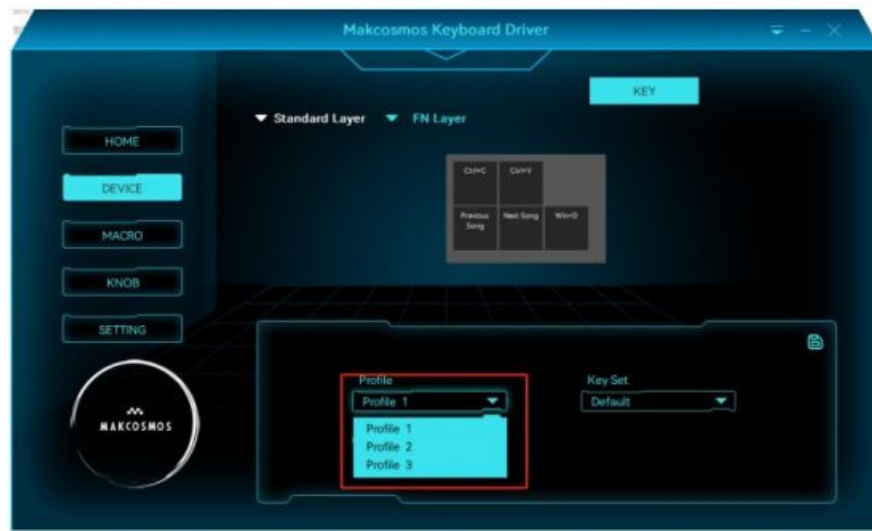 Makcosmos Keyboard Driver
KEY
Standard Layer FN Layer
HOME
DEVICE
MACRO
KNOB
SETTING
Ctrl+C Ctrl+V
Previous Song Next Song Win+D
Profile
Profile 1
Profile 1
Profile 2
Profile 3
Key Set
Default
MAKCOSMOS